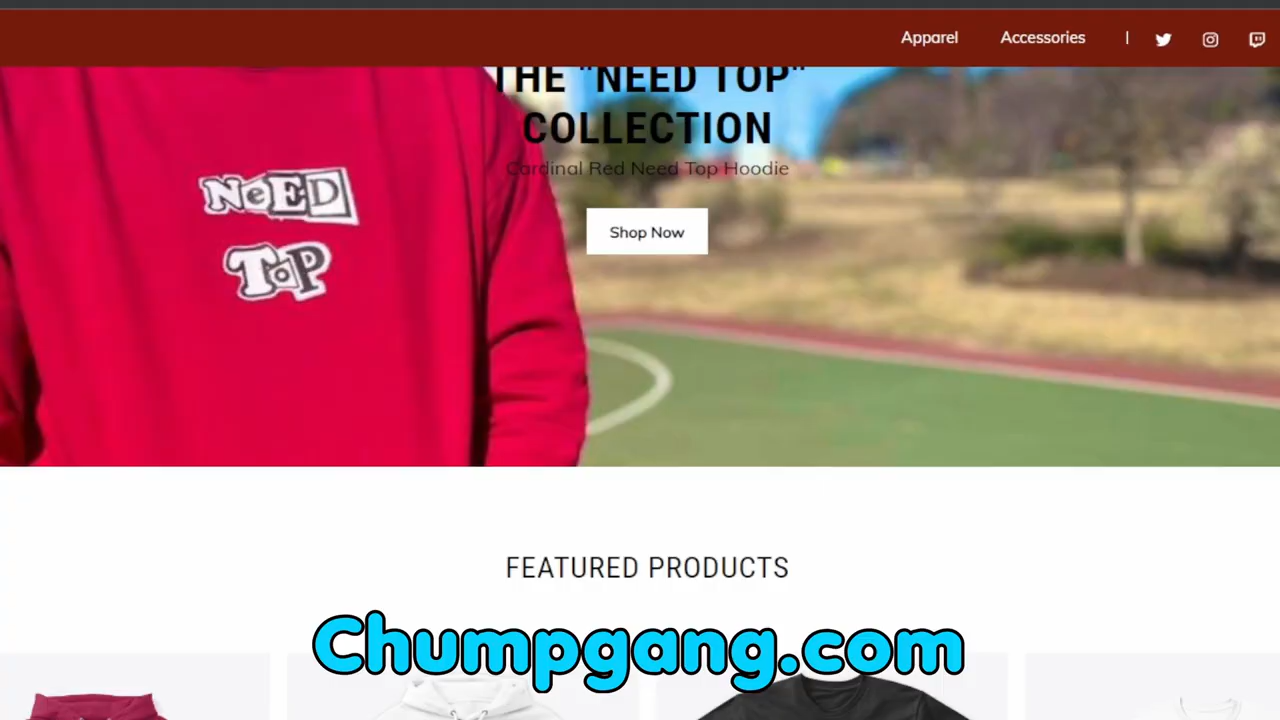 Apparel Accessories |
THE "NEED TOP"
COLLECTION
Cardinal Red Need Top Hoodie
Shop Now
NeED
ToP
FEATURED PRODUCTS
Chumpgang.com